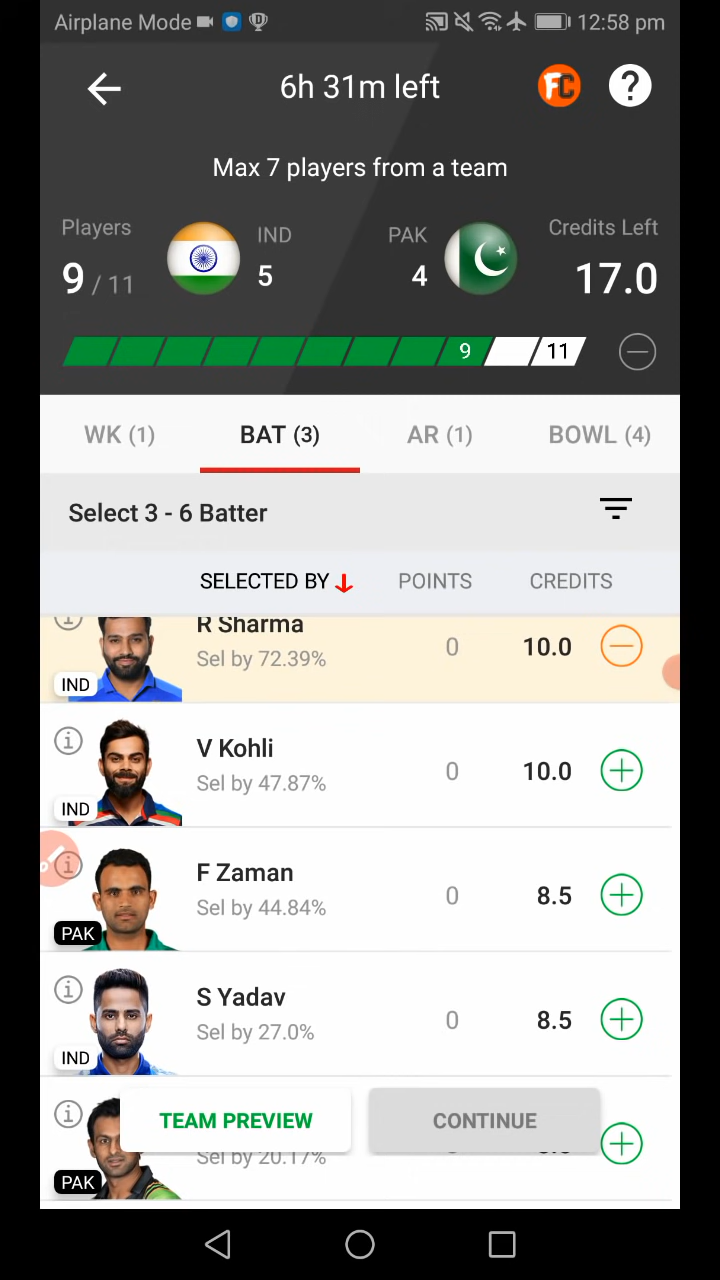 Airplane Mode 12:58 pm
6h 31m left FC ?
Max 7 players from a team
Players IND PAK Credits Left
9 / 11 5 4 17.0
9 11
WK (1) BAT (3) AR (1) BOWL (4)
Select 3 - 6 Batter
SELECTED BY POINTS CREDITS
R Sharma
Sel by 72.39% 0 10.0
IND
V Kohli
Sel by 47.87% 0 10.0
IND
F Zaman
Sel by 44.84% 0 8.5
PAK
S Yadav
Sel by 27.0% 0 8.5
IND
TEAM PREVIEW CONTINUE
Sel by 20.17%
PAK